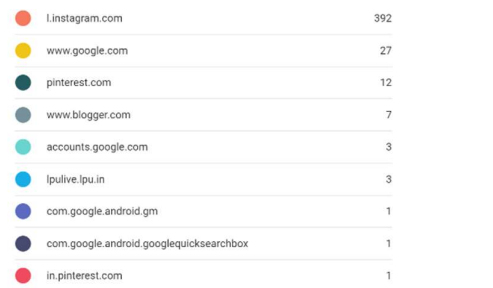 l.instagram.com 392
www.google.com 27
pinterest.com 12
www.blogger.com 7
accounts.google.com 3
lpulive.lpu.in 3
com.google.android.gm 1
com.google.android.googlequicksearchbox 1
in.pinterest.com 1